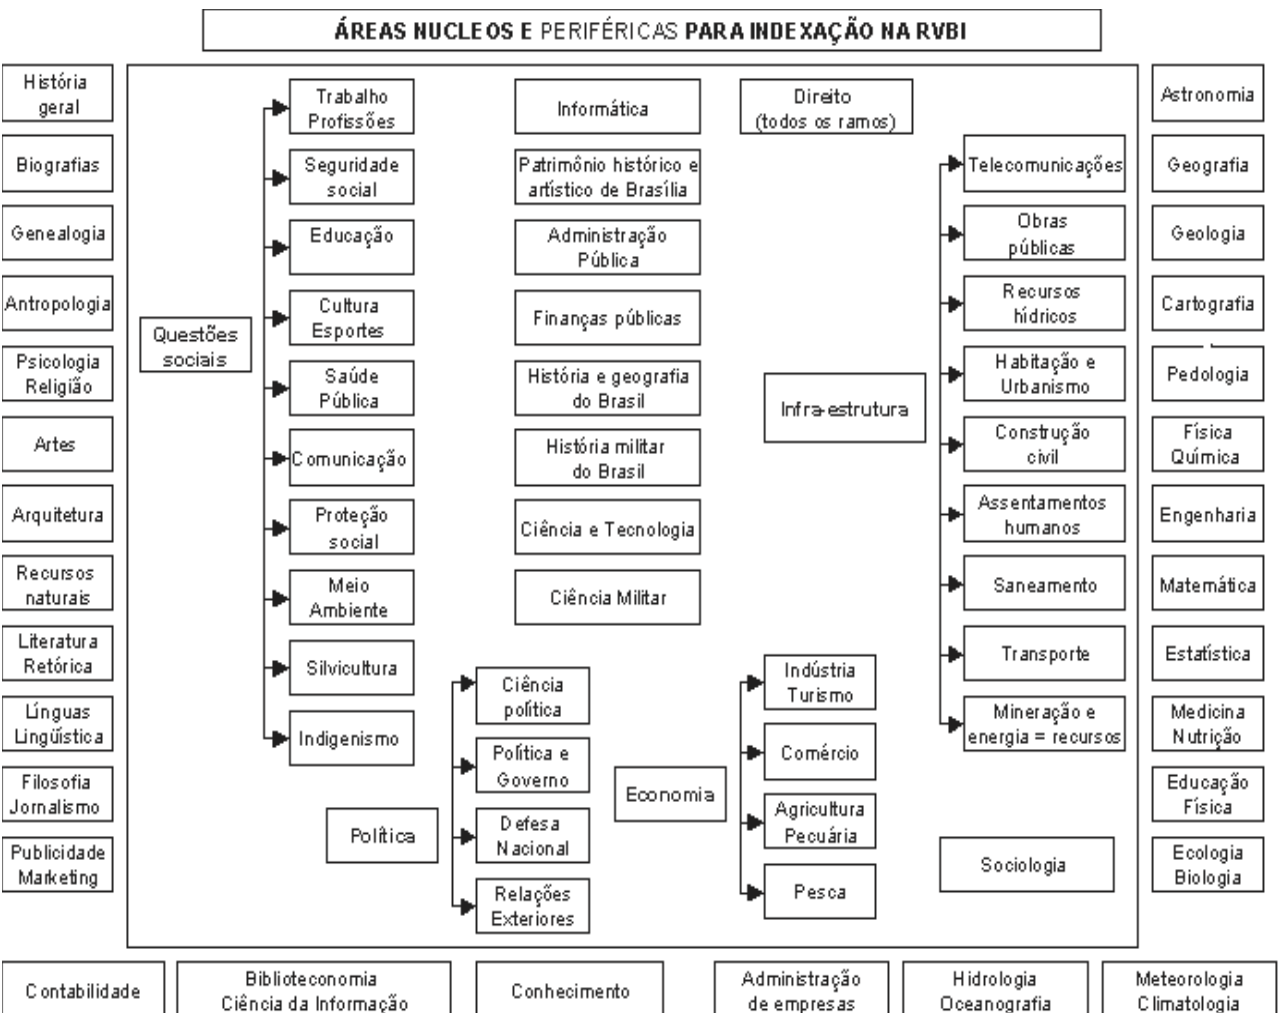 ÁREAS NUCLEOS E PERIFÉRICAS PARA INDEXAÇÃO NA RVBI
História
geral
Biografias
Genealogia
Antropologia
Psicologia
Religião
Artes
Arquitetura
Recursos
naturais
Literatura
Retórica
Línguas
Lingüística
Filosofia
Jornalismo
Publicidade
Marketing
Questões
sociais
Trabalho
Profissões
Seguridade
social
Educação
Cultura
Esportes
Saúde
Pública
Comunicação
Proteção
social
Meio
Ambiente
Silvicultura
Indigenismo
Informática
Patrimônio histórico e
artístico de Brasília
Administração
Pública
Finanças públicas
História e geografia
do Brasil
História militar
do Brasil
Ciência e Tecnologia
Ciência Militar
Direito
(todos os ramos)
Infra-estrutura
Telecomunicações
Obras
públicas
Recursos
hídricos
Habitação e
Urbanismo
Construção
civil
Assentamentos
humanos
Saneamento
Transporte
Mineração e
energia = recursos
Política
Ciência
política
Política e
Governo
Defesa
Nacional
Relações
Exteriores
Economia
Indústria
Turismo
Comércio
Agricultura
Pecuária
Pesca
Sociologia
Astronomia
Geografia
Geologia
Cartografia
Pedologia
Física
Química
Engenharia
Matemática
Estatística
Medicina
Nutrição
Educação
Física
Ecologia
Biologia
Contabilidade
Biblioteconomia
Ciência da Informação
Conhecimento
Administração
de empresas
Hidrologia
Oceanografia
Meteorologia
Climatologia